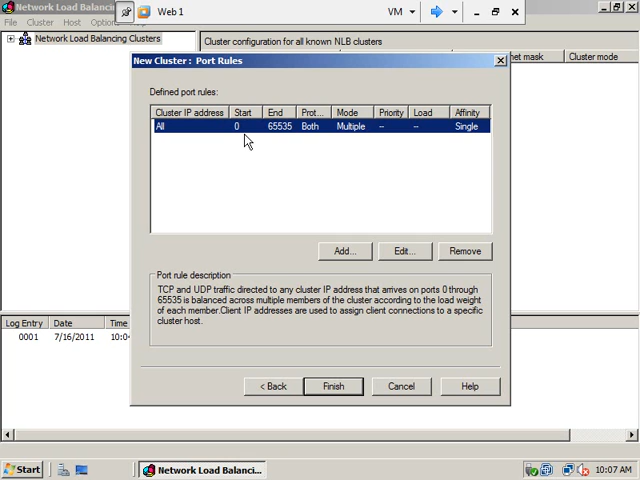 Network Load Balancing
Web 1
VM
File Cluster Host Options
Network Load Balancing Clusters
Cluster configuration for all known NLB clusters
net mask Cluster mode
New Cluster : Port Rules
Defined port rules:
Cluster IP address Start End Prot... Mode Priority Load Affinity
All 0 65535 Both Multiple -- -- Single
Add... Edit... Remove
Port rule description
TCP and UDP traffic directed to any cluster IP address that arrives on ports 0 through
65535 is balanced across multiple members of the cluster according to the load weight
of each member.Client IP addresses are used to assign client connections to a specific
cluster host.
Log Entry Date Time
0001 7/16/2011 10:04
< Back Finish Cancel Help
Start Network Load Balanci... 10:07 AM